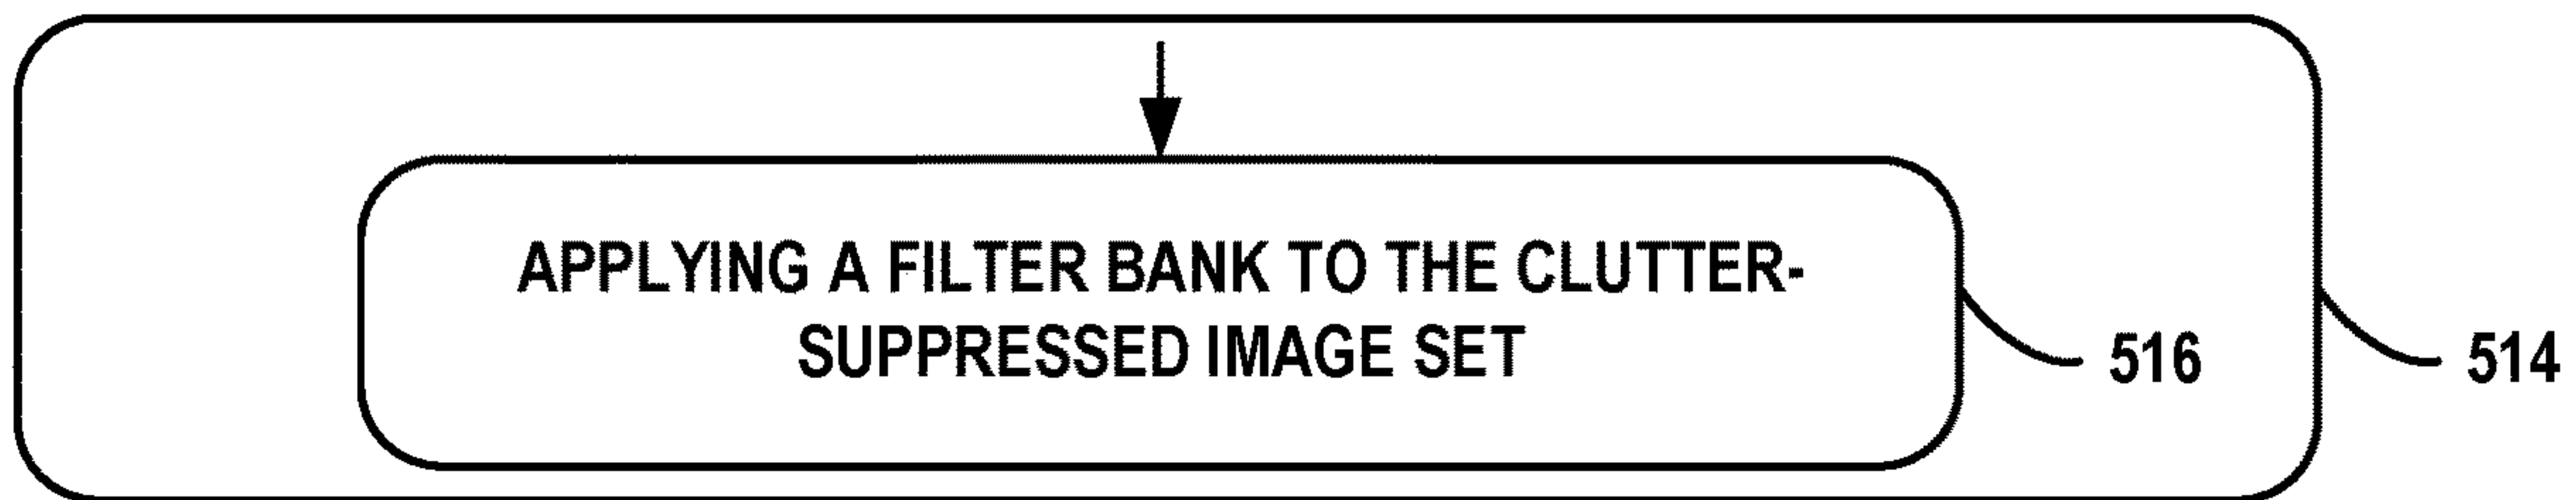 APPLYING A FILTER BANK TO THE CLUTTER-
SUPPRESSED IMAGE SET
516
514